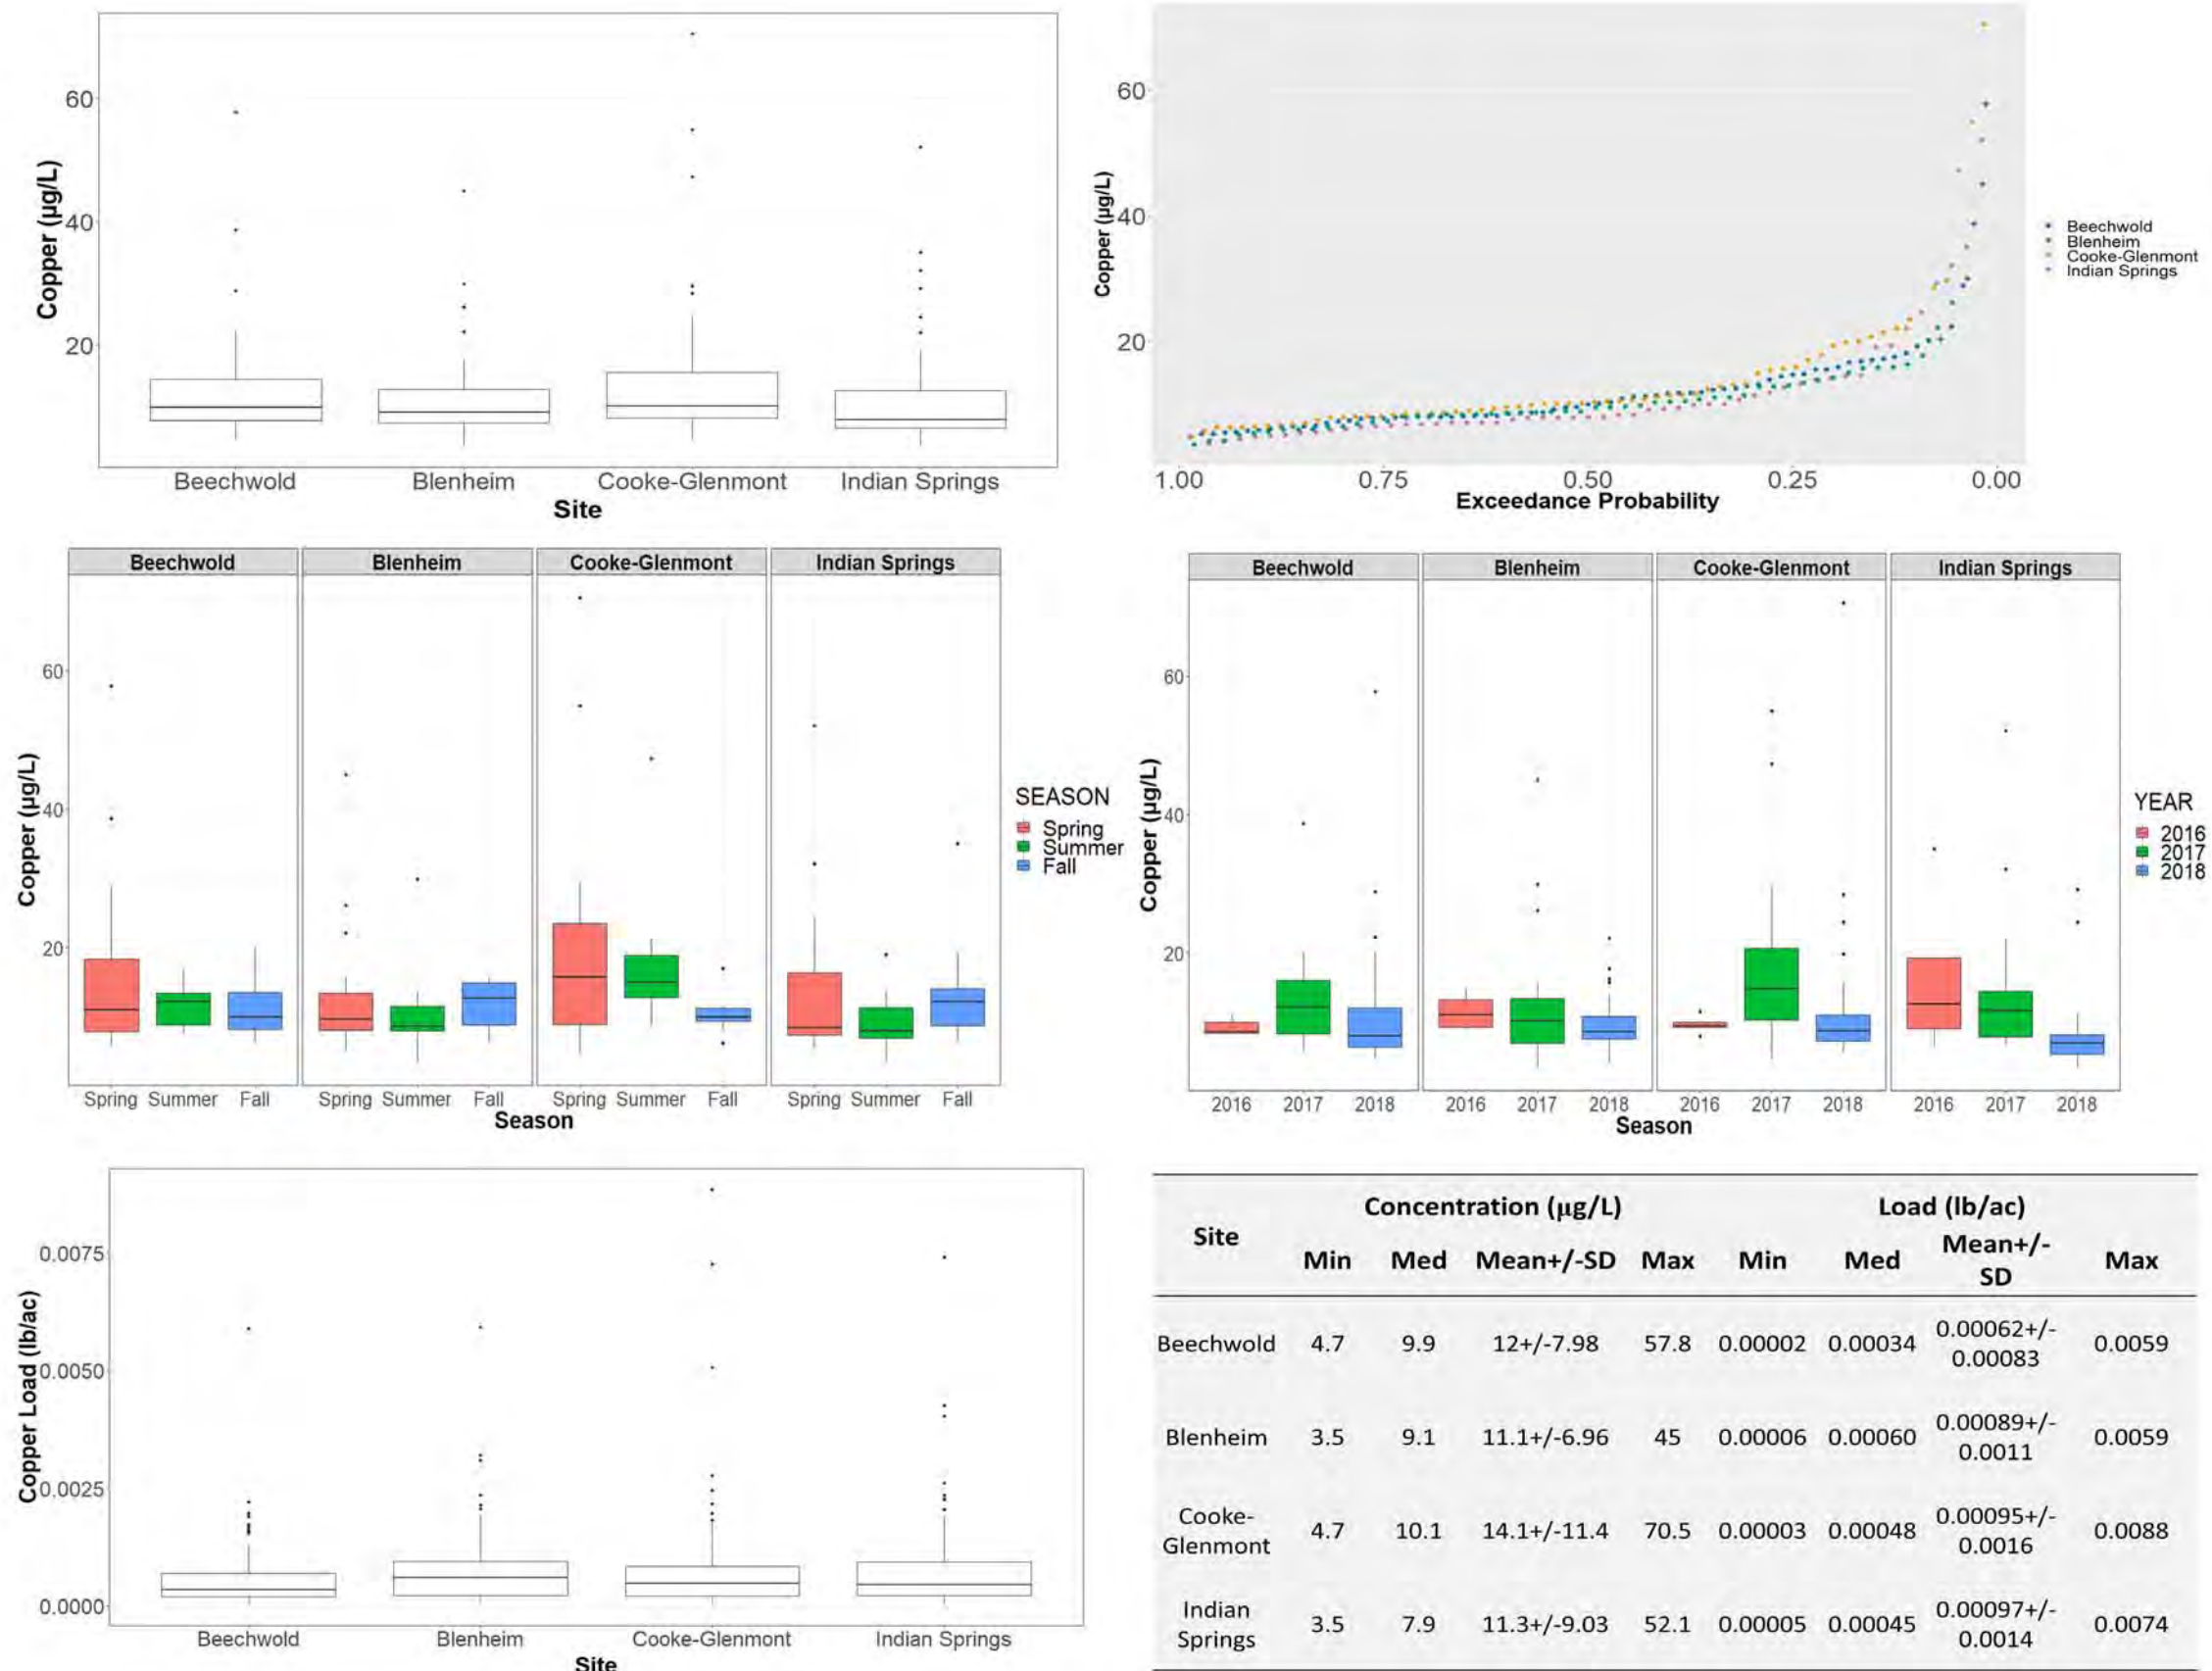 Copper (µg/L)
60
40
20
Beechwold Blenheim Cooke-Glenmont Indian Springs
Site
Copper (µg/L)
60
40
20
1.00 0.75 0.50 0.25 0.00
Exceedance Probability
Beechwold
Blenheim
Cooke-Glenmont
Indian Springs
Beechwold Blenheim Cooke-Glenmont Indian Springs
Copper (µg/L)
60
40
20
Spring Summer Fall Spring Summer Fall Spring Summer Fall Spring Summer Fall
Season
SEASON
Spring
Summer
Fall
Beechwold Blenheim Cooke-Glenmont Indian Springs
Copper (µg/L)
60
40
20
2016 2017 2018 2016 2017 2018 2016 2017 2018 2016 2017 2018
Season
YEAR
2016
2017
2018
Copper Load (lb/ac)
0.0075
0.0050
0.0025
0.0000
Beechwold Blenheim Cooke-Glenmont Indian Springs
Site
Concentration (µg/L) Load (lb/ac)
Site
Min Med Mean+/-SD Max Min Med Mean+/- Max
SD
Beechwold 4.7 9.9 12+/-7.98 57.8 0.00002 0.00034 0.00062+/- 0.0059
0.00083
Blenheim 3.5 9.1 11.1+/-6.96 45 0.00006 0.00060 0.00089+/- 0.0059
0.0011
Cooke- 4.7 10.1 14.1+/-11.4 70.5 0.00003 0.00048 0.00095+/- 0.0088
Glenmont 0.0016
Indian 3.5 7.9 11.3+/-9.03 52.1 0.00005 0.00045 0.00097+/- 0.0074
Springs 0.0014